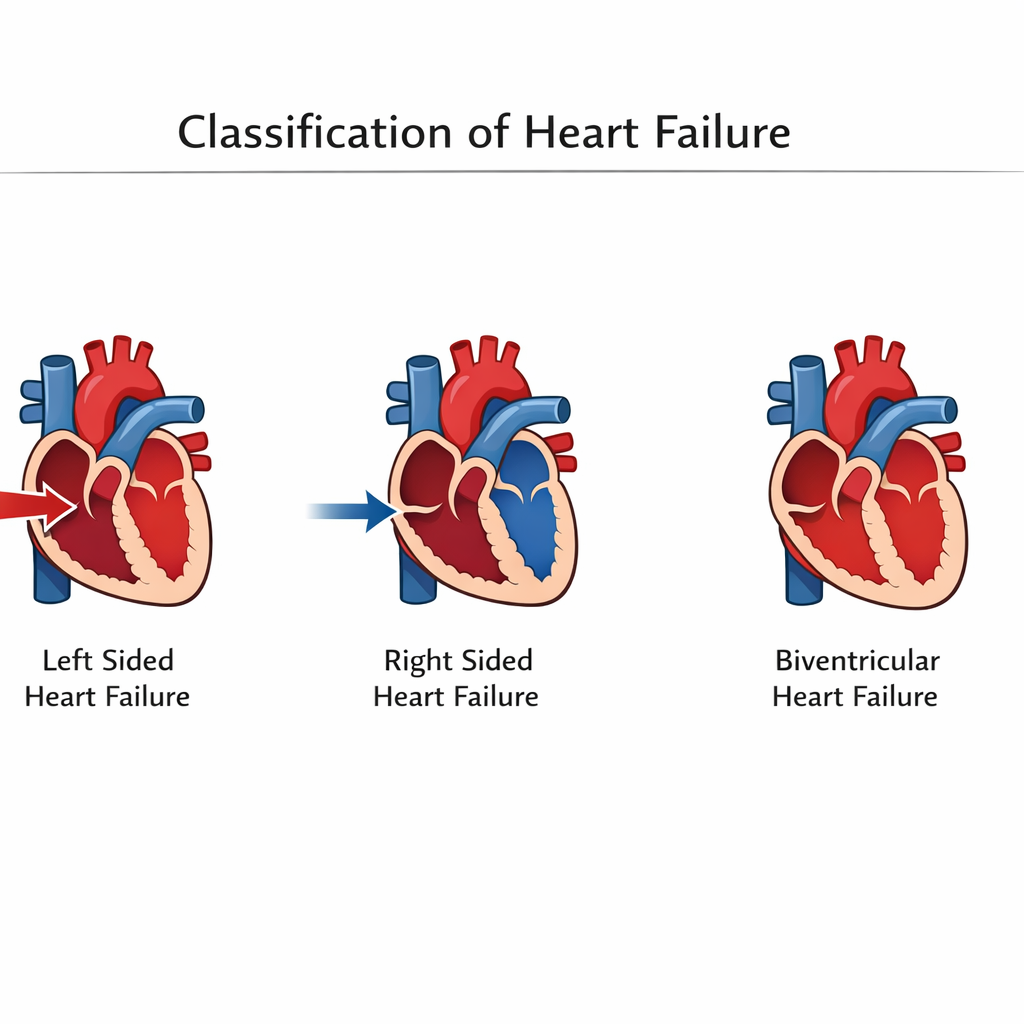 Classification of Heart Failure
Left Sided
Heart Failure
Right Sided
Heart Failure
Biventricular
Heart Failure